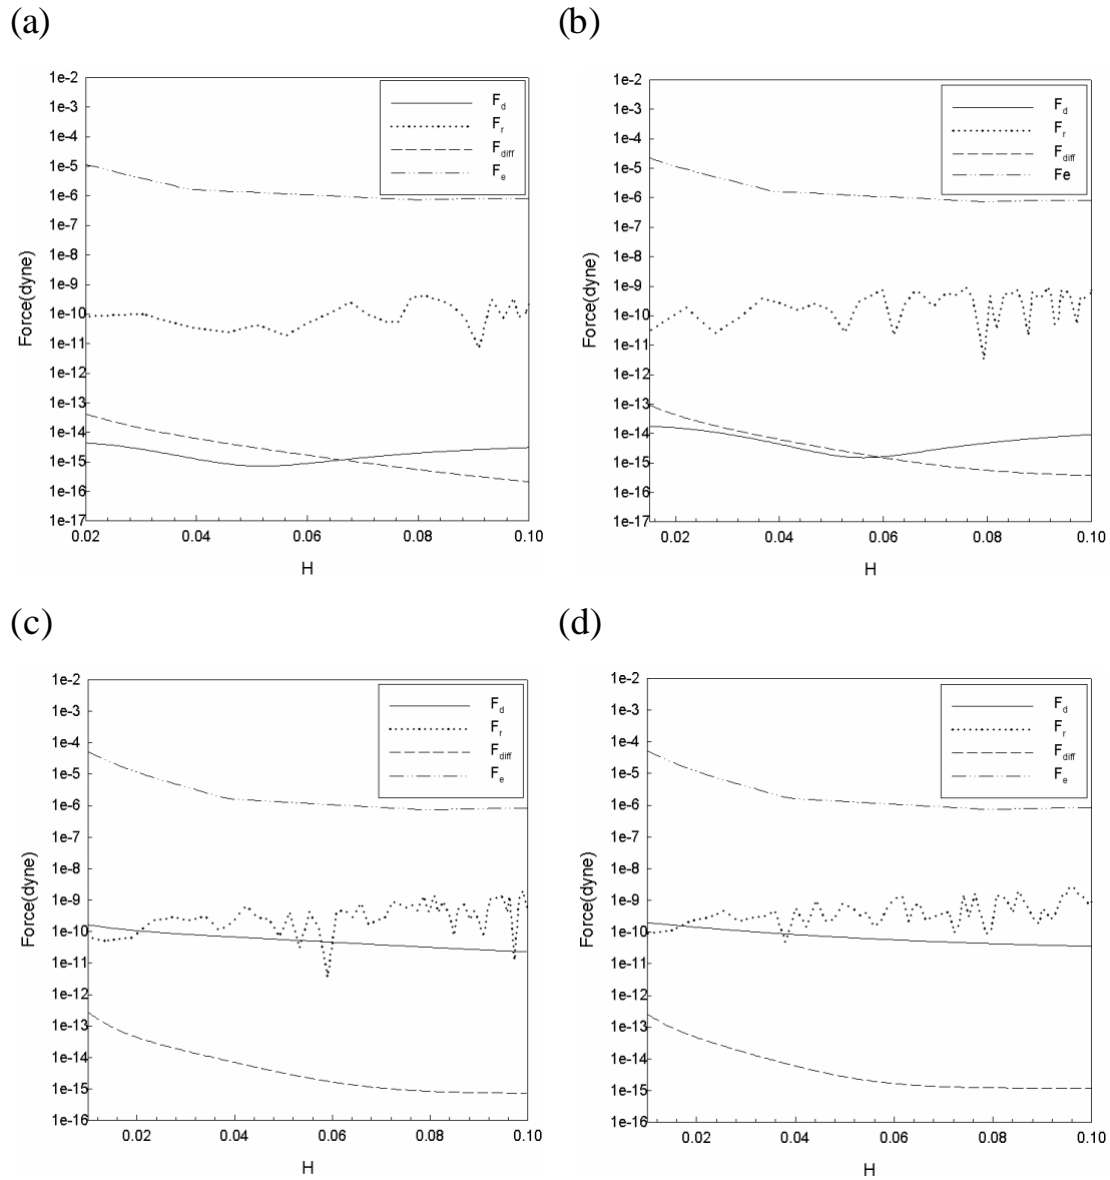 (a)
1e-2
1e-3
1e-4
1e-5
1e-6
1e-7
1e-8
1e-9
1e-10
1e-11
1e-12
1e-13
1e-14
1e-15
1e-16
1e-17
Force(dyne)
F_d
F_r
F_diff
F_e
0.02 0.04 0.06 0.08 0.10
H
(b)
1e-2
1e-3
1e-4
1e-5
1e-6
1e-7
1e-8
1e-9
1e-10
1e-11
1e-12
1e-13
1e-14
1e-15
1e-16
1e-17
Force(dyne)
F_d
F_r
F_diff
Fe
0.02 0.04 0.06 0.08 0.10
H
(c)
1e-2
1e-3
1e-4
1e-5
1e-6
1e-7
1e-8
1e-9
1e-10
1e-11
1e-12
1e-13
1e-14
1e-15
1e-16
Force(dyne)
F_d
F_r
F_diff
F_e
0.02 0.04 0.06 0.08 0.10
H
(d)
1e-2
1e-3
1e-4
1e-5
1e-6
1e-7
1e-8
1e-9
1e-10
1e-11
1e-12
1e-13
1e-14
1e-15
1e-16
Force(dyne)
F_d
F_r
F_diff
F_e
0.02 0.04 0.06 0.08 0.10
H